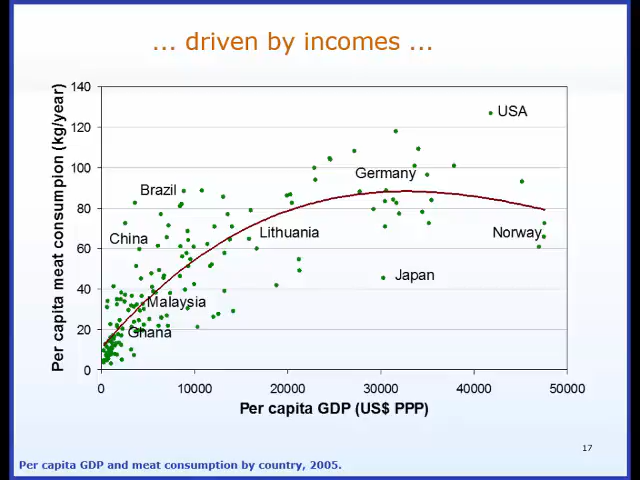 ... driven by incomes ...
Per capita meat consumption (kg/year)
140
120
100
80
60
40
20
0
USA
Germany
Brazil
China
Lithuania
Norway
Japan
Malaysia
Ghana
0 10000 20000 30000 40000 50000
Per capita GDP (US$ PPP)
17
Per capita GDP and meat consumption by country, 2005.